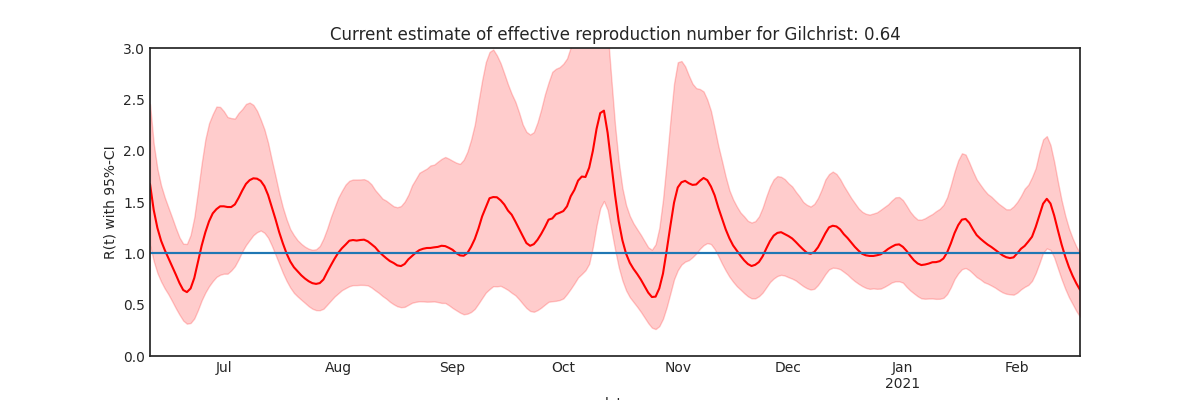 Current estimate of effective reproduction number for Gilchrist: 0.64
R(t) with 95%-CI
3.0
2.5
2.0
1.5
1.0
0.5
0.0
Jul Aug Sep Oct Nov Dec Jan Feb
2021